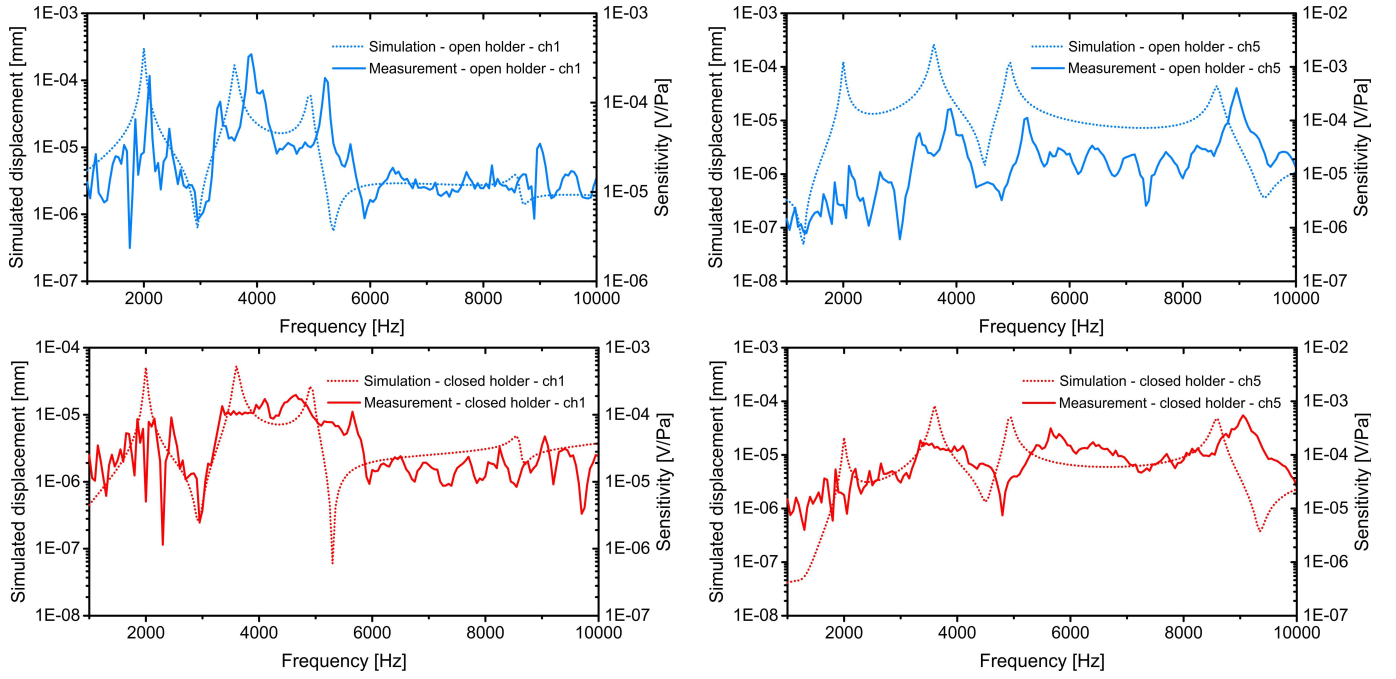 1E-03
1E-04
1E-05
1E-06
1E-07
Simulated displacement [mm]
Simulation - open holder - ch1
Measurement - open holder - ch1
1E-03
1E-04
1E-05
1E-06
Sensitivity [V/Pa]
2000 4000 6000 8000 10000
Frequency [Hz]
1E-03
1E-04
1E-05
1E-06
1E-07
1E-08
Simulated displacement [mm]
Simulation - open holder - ch5
Measurement - open holder - ch5
1E-02
1E-03
1E-04
1E-05
1E-06
1E-07
Sensitivity [V/Pa]
2000 4000 6000 8000 10000
Frequency [Hz]
1E-04
1E-05
1E-06
1E-07
1E-08
Simulated displacement [mm]
Simulation - closed holder - ch1
Measurement - closed holder - ch1
1E-03
1E-04
1E-05
1E-06
1E-07
Sensitivity [V/Pa]
2000 4000 6000 8000 10000
Frequency [Hz]
1E-03
1E-04
1E-05
1E-06
1E-07
1E-08
Simulated displacement [mm]
Simulation - closed holder - ch5
Measurement - closed holder - ch5
1E-02
1E-03
1E-04
1E-05
1E-06
1E-07
Sensitivity [V/Pa]
2000 4000 6000 8000 10000
Frequency [Hz]